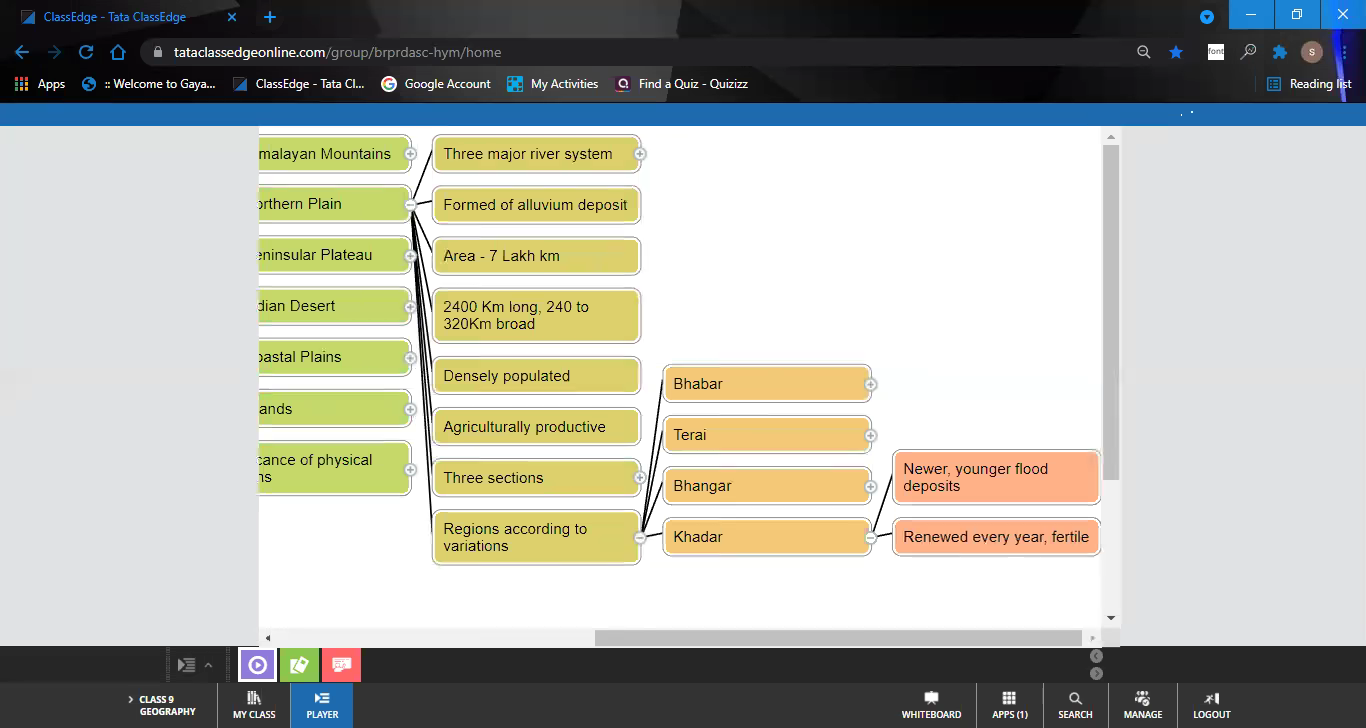 ClassEdge - Tata ClassEdge
tataclassedgeonline.com/group/brprdasc-hym/home
font
S
Apps
:: Welcome to Gaya...
ClassEdge - Tata Cl...
Google Account
My Activities
Find a Quiz - Quizizz
Reading list
malayan Mountains
orthern Plain
eninsular Plateau
dian Desert
oastal Plains
ands
cance of physical
ns
Three major river system
Formed of alluvium deposit
Area - 7 Lakh km
2400 Km long, 240 to
320Km broad
Densely populated
Agriculturally productive
Three sections
Regions according to
variations
Bhabar
Terai
Bhangar
Khadar
Newer, younger flood
deposits
Renewed every year, fertile
CLASS 9
GEOGRAPHY
MY CLASS
PLAYER
WHITEBOARD
APPS (1)
SEARCH
MANAGE
LOGOUT